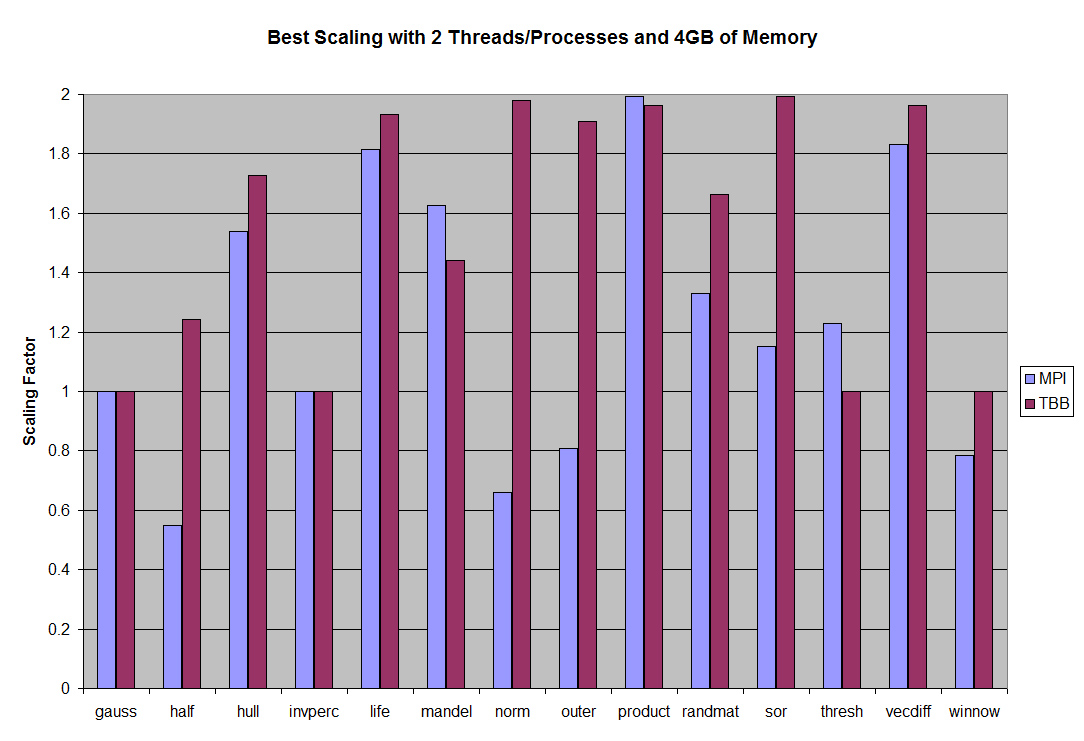 Best Scaling with 2 Threads/Processes and 4GB of Memory
Scaling Factor
2
1.8
1.6
1.4
1.2
1
0.8
0.6
0.4
0.2
0
gauss half hull invperc life mandel norm outer product randmat sor thresh vecdiff winnow
MPI
TBB